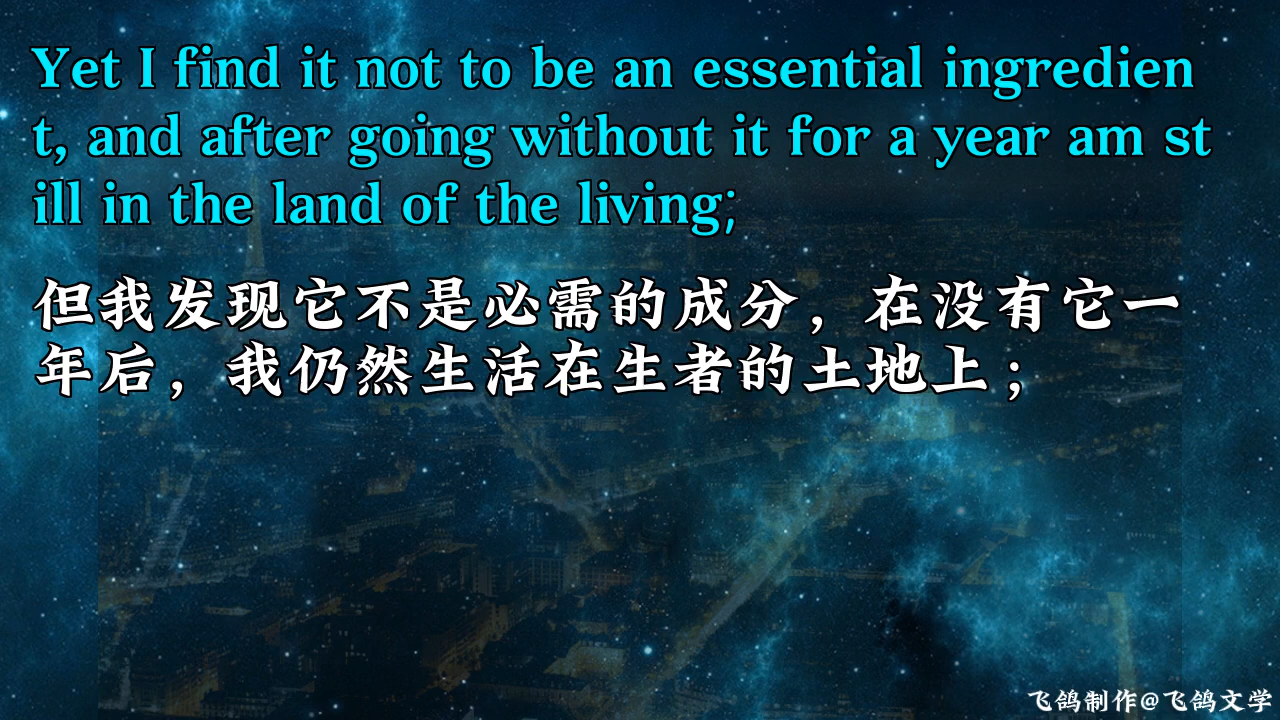 Yet I find it not to be an essential ingredien
t, and after going without it for a year am st
ill in the land of the living;
但我发现它不是必需的成分，在没有它一
年后，我仍然生活在生者的土地上；
飞鸽制作@飞鸽文学